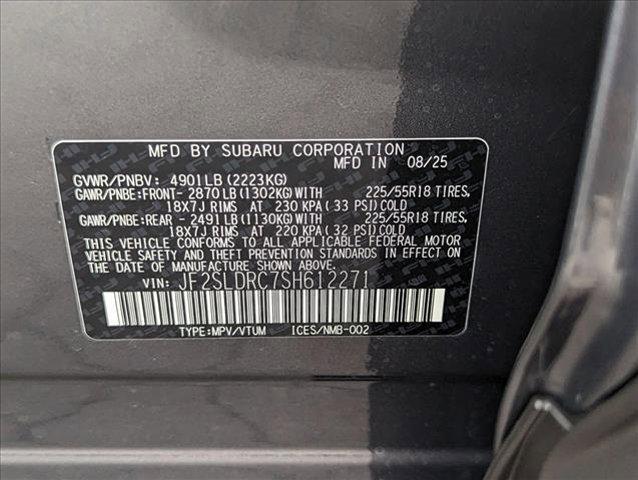 MFD BY SUBARU CORPORATION
MFD IN 08/25
GVWR/PNBV: 4901LB (2223KG)
GAWR/PNBE:FRONT- 2870LB (1302KG)WITH 225/55R18 TIRES,
18X7J RIMS AT 230 KPA ( 33 PSI)COLD
GAWR/PNBE:REAR - 2491LB (1130KG)WITH 225/55R18 TIRES,
18X7J RIMS AT 220 KPA ( 32 PSI)COLD
THIS VEHICLE CONFORMS TO ALL APPLICABLE FEDERAL MOTOR
VEHICLE SAFETY AND THEFT PREVENTION STANDARDS IN EFFECT ON
THE DATE OF MANUFACTURE SHOWN ABOVE.
VIN: JF2SLDRC7SH612271
TYPE:MPV/VTUM ICES/NMB-002